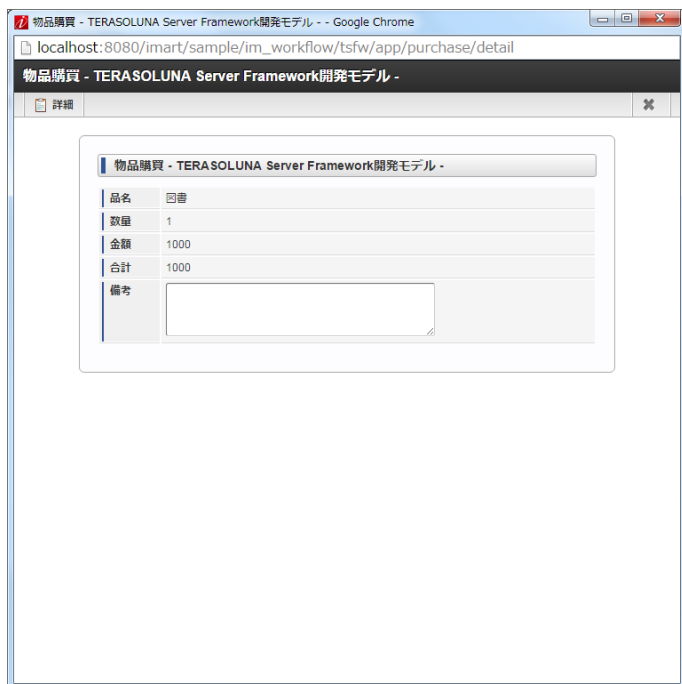 物品購買 - TERASOLUNA Server Framework開発モデル - - Google Chrome
localhost:8080/imart/sample/im_workflow/tsfw/app/purchase/detail
物品購買 - TERASOLUNA Server Framework開発モデル -
詳細
物品購買 - TERASOLUNA Server Framework開発モデル -
品名 図書
数量 1
金額 1000
合計 1000
備考